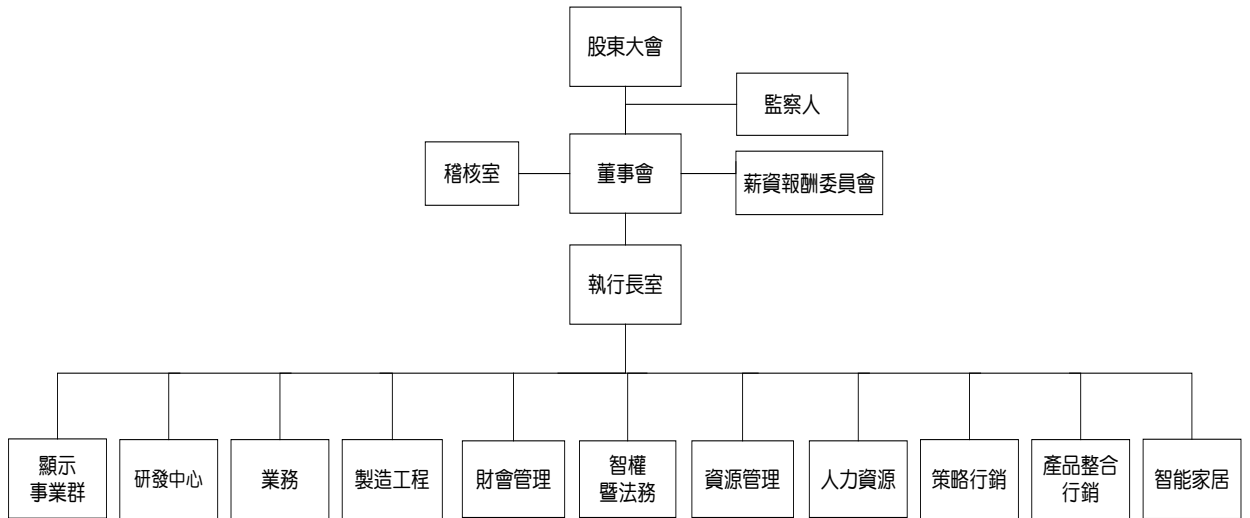 股東大會
監察人
稽核室
董事會
薪資報酬委員會
執行長室
顯示
事業群
研發中心
業務
製造工程
財會管理
智權
暨法務
資源管理
人力資源
策略行銷
產品整合
行銷
智能家居